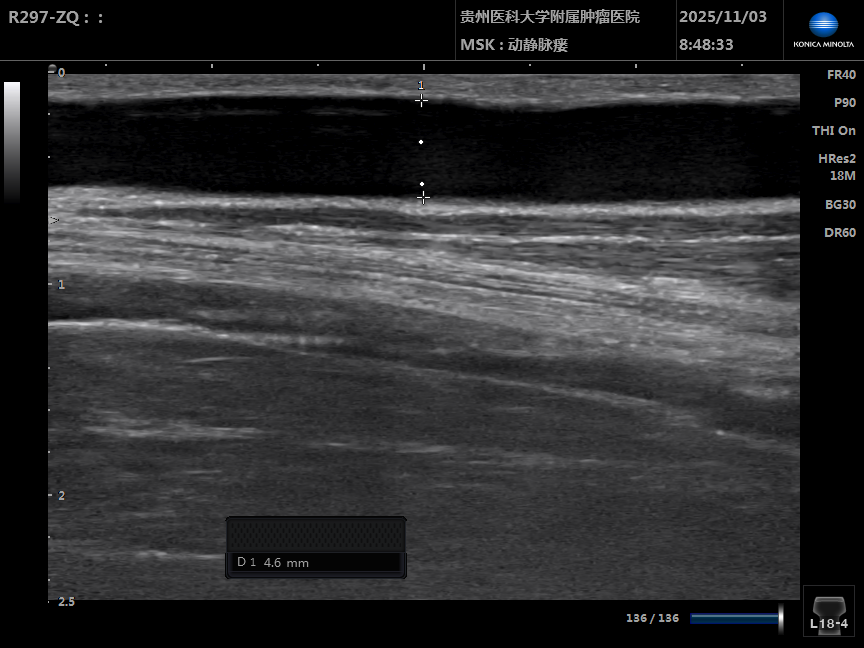 R297-ZQ : :
贵州医科大学附属肿瘤医院
2025/11/03
MSK : 动静脉瘘
8:48:33
KONICA MINOLTA
0
1
FR40
P90
THI On
HRes2
18M
BG30
DR60
1
2
D 1 4.6 mm
2.5
136 / 136
L18-4